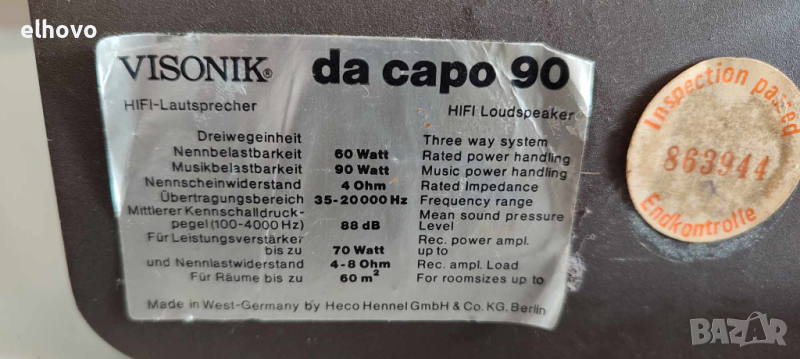 elhovo
VISONIK® da capo 90
HIFI-Lautsprecher HIFI Loudspeaker
Dreiwegeinheit Three way system
Nennbelastbarkeit 60 Watt Rated power handling
Musikbelastbarkeit 90 Watt Music power handling
Nennscheinwiderstand 4 Ohm Rated Impedance
Übertragungsbereich 35-20000 Hz Frequency range
Mittlerer Kennschalldruck- Mean sound pressure
pegel (100-4000 Hz) 88 dB Level
Für Leistungsverstärker Rec. power ampl.
bis zu 70 Watt up to
und Nennlastwiderstand 4-8 Ohm Rec. ampl. Load
Für Räume bis zu 60 m² For roomsizes up to
Made in West-Germany by Heco Hennel GmbH & Co. KG. Berlin
Inspection passed
863944
Endkontrolle
BAZAR